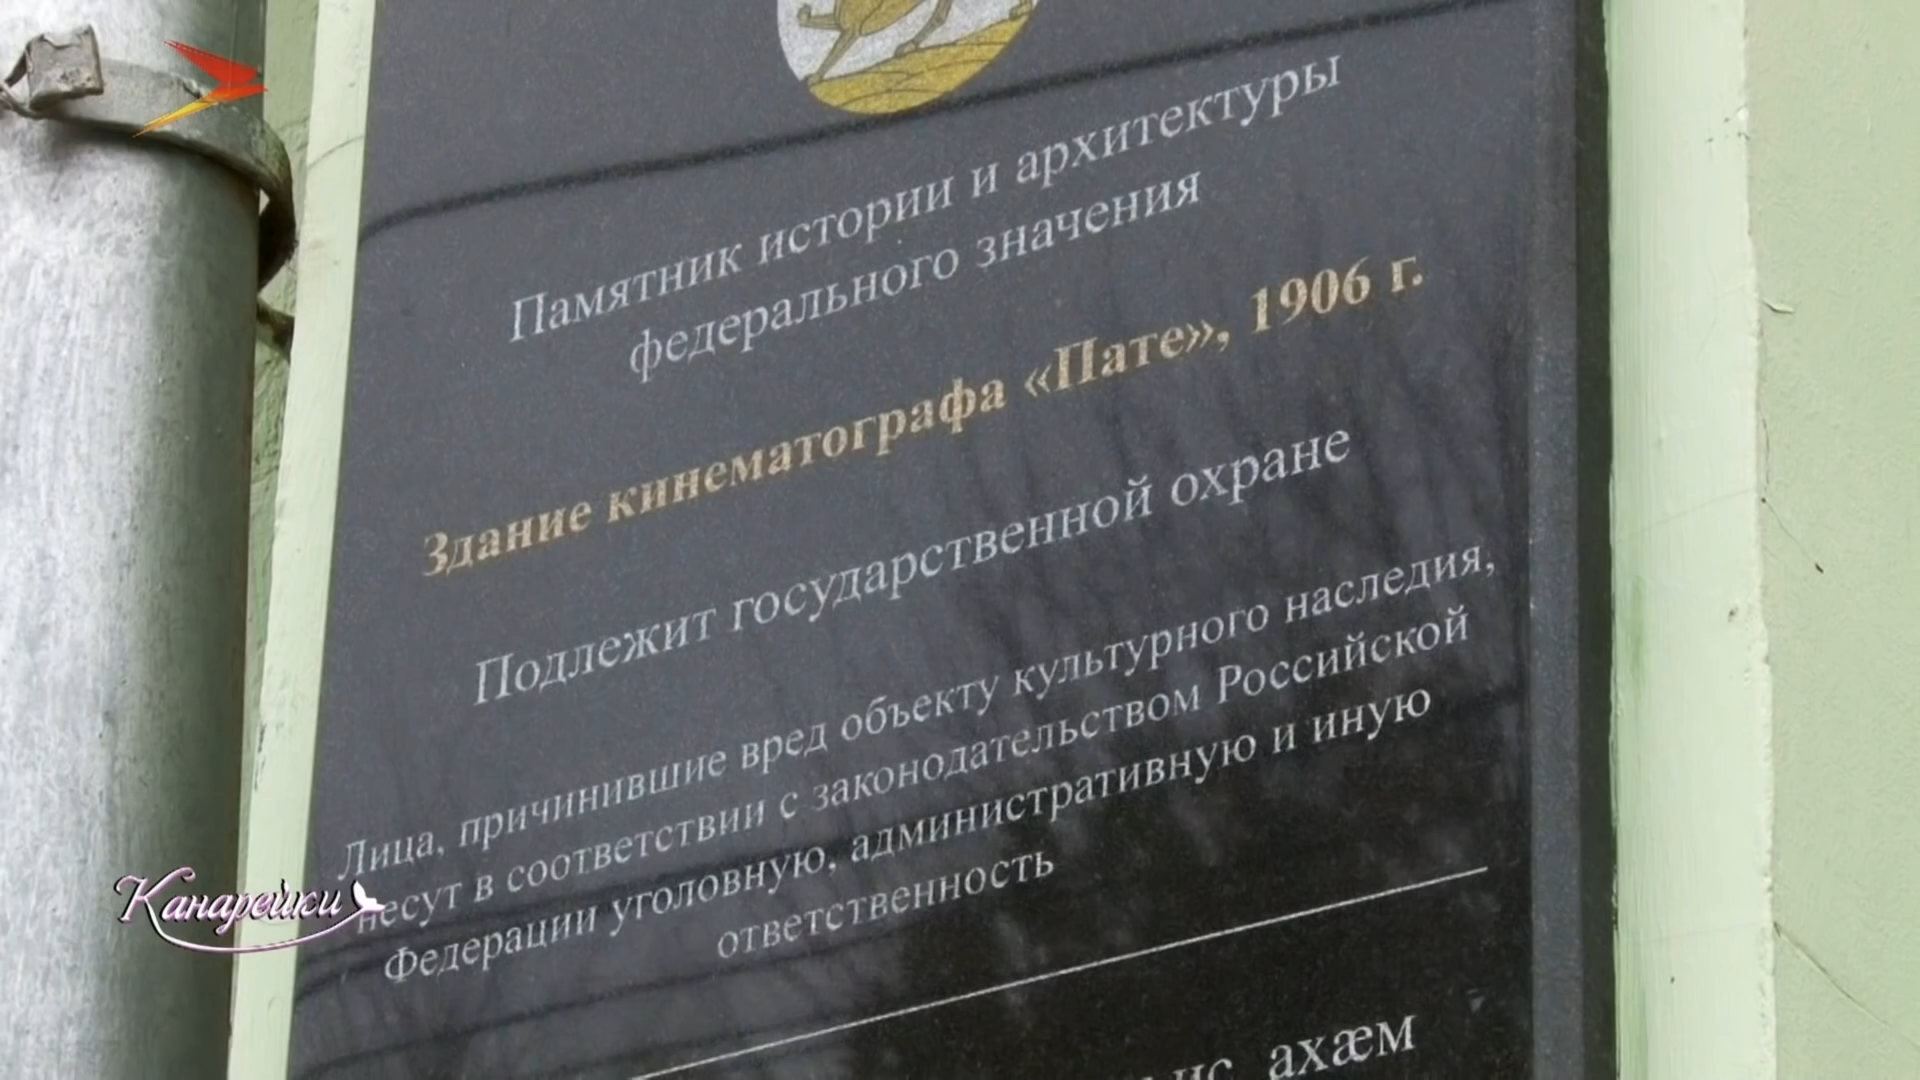 Памятник истории и архитектуры
федерального значения
Здание кинематографа «Пате», 1906 г.
Подлежит государственной охране
Лица, причинившие вред объекту культурного наследия,
несут в соответствии с законодательством Российской
Федерации уголовную, административную и иную
ответственность
ахæм
Канарейки